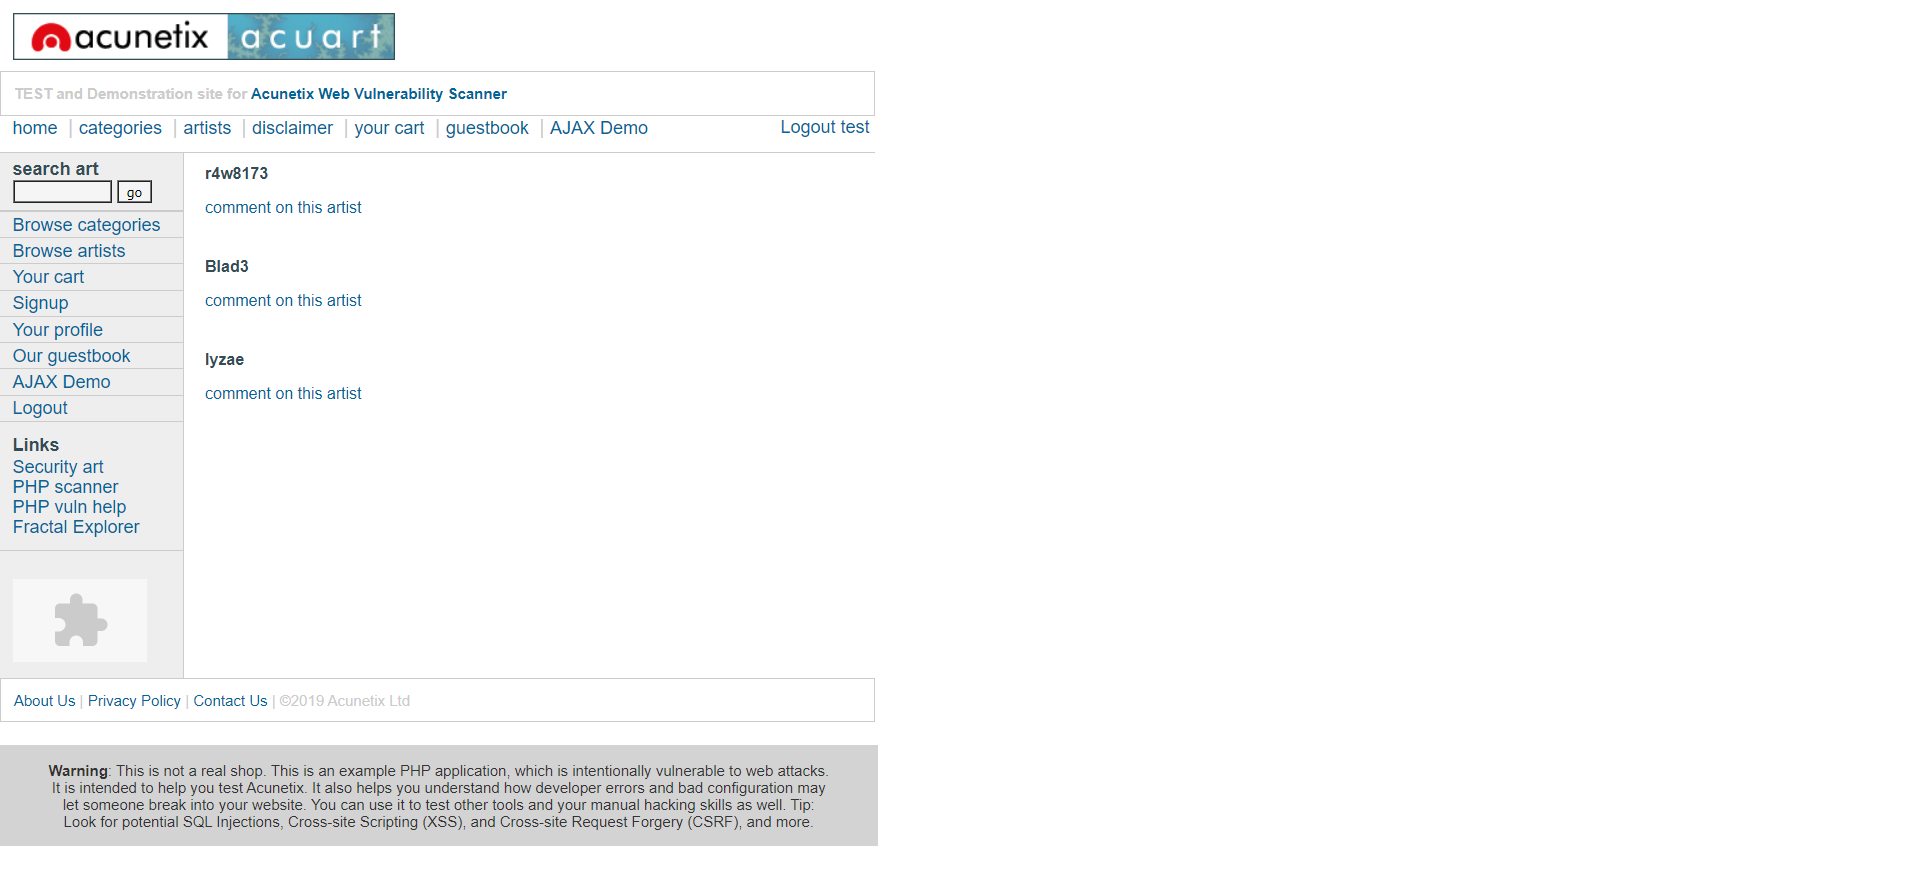 acunetix acuart
TEST and Demonstration site for Acunetix Web Vulnerability Scanner
home | categories | artists | disclaimer | your cart | guestbook | AJAX Demo Logout test
search art
go
Browse categories
Browse artists
Your cart
Signup
Your profile
Our guestbook
AJAX Demo
Logout
Links
Security art
PHP scanner
PHP vuln help
Fractal Explorer
r4w8173
comment on this artist
Blad3
comment on this artist
lyzae
comment on this artist
About Us | Privacy Policy | Contact Us | ©2019 Acunetix Ltd
Warning: This is not a real shop. This is an example PHP application, which is intentionally vulnerable to web attacks.
It is intended to help you test Acunetix. It also helps you understand how developer errors and bad configuration may
let someone break into your website. You can use it to test other tools and your manual hacking skills as well. Tip:
Look for potential SQL Injections, Cross-site Scripting (XSS), and Cross-site Request Forgery (CSRF), and more.